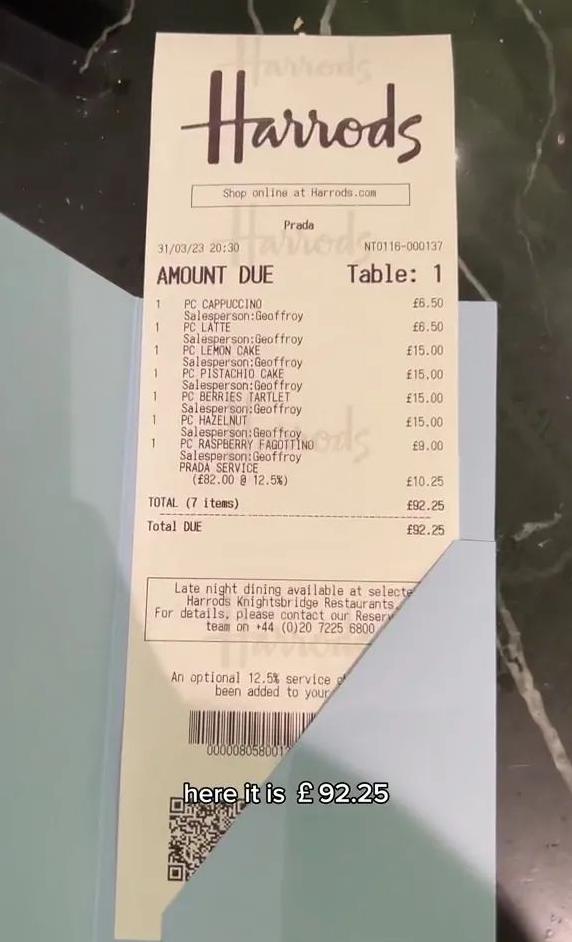 Harrods
Shop online at Harrods.com
Prada
31/03/23 20:30 NT0116-000137
AMOUNT DUE Table: 1
1 PC CAPPUCCINO £6.50
Salesperson:Geoffroy
1 PC LATTE £6.50
Salesperson:Geoffroy
1 PC LEMON CAKE £15.00
Salesperson:Geoffroy
1 PC PISTACHIO CAKE £15.00
Salesperson:Geoffroy
1 PC BERRIES TARTLET £15.00
Salesperson:Geoffroy
1 PC HAZELNUT £15.00
Salesperson:Geoffroy
1 PC RASPBERRY FAGOTTINO £9.00
Salesperson:Geoffroy
PRADA SERVICE
(£82.00 @ 12.5%) £10.25
TOTAL (7 items) £92.25
Total DUE £92.25
Late night dining available at selecte
Harrods Knightsbridge Restaurants.
For details, please contact our Reser
team on +44 (0)20 7225 6800
An optional 12.5% service
been added to your
000008058001
here it is £ 92.25